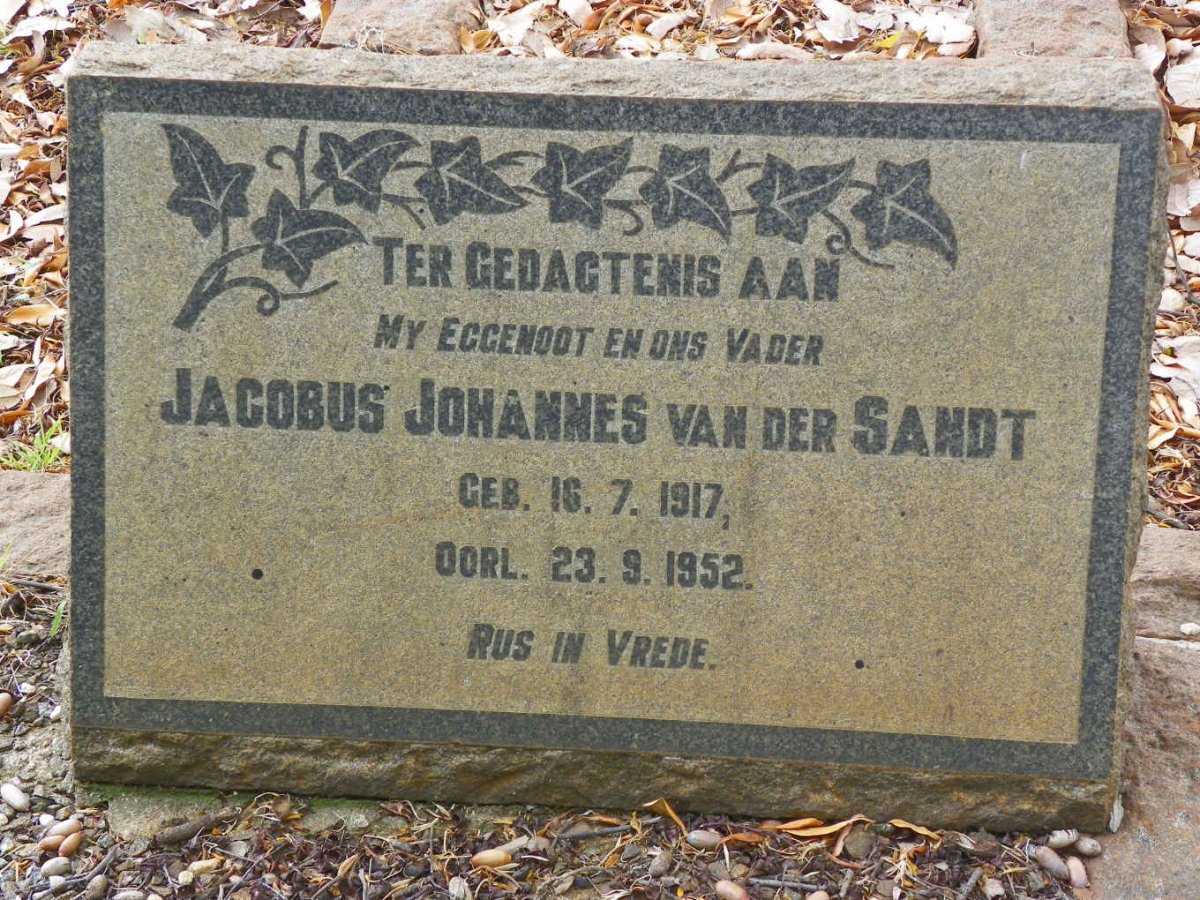 TER GEDAGTENIS AAN
MY EGGENOOT EN ONS VADER
JACOBUS JOHANNES VAN DER SANDT
GEB. 16. 7. 1917,
OORL. 23. 9. 1952.
RUS IN VREDE.